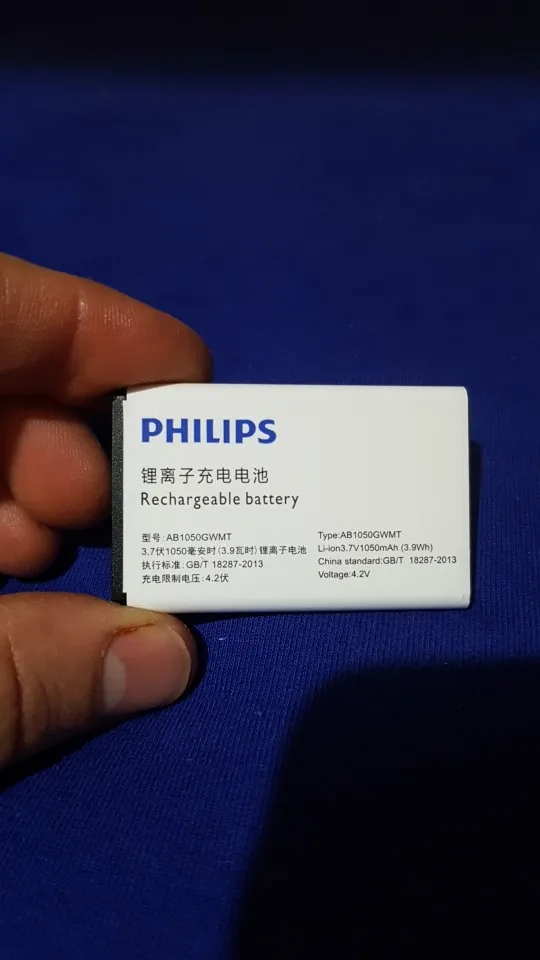 PHILIPS
锂离子充电电池
Rechargeable battery
型号: AB1050GWMT
3.7伏1050毫安时 (3.9瓦时) 锂离子电池
执行标准: GB/T 18287-2013
充电限制电压: 4.2伏
Type:AB1050GWMT
Li-ion3.7V1050mAh (3.9Wh)
China standard:GB/T 18287-2013
Voltage:4.2V